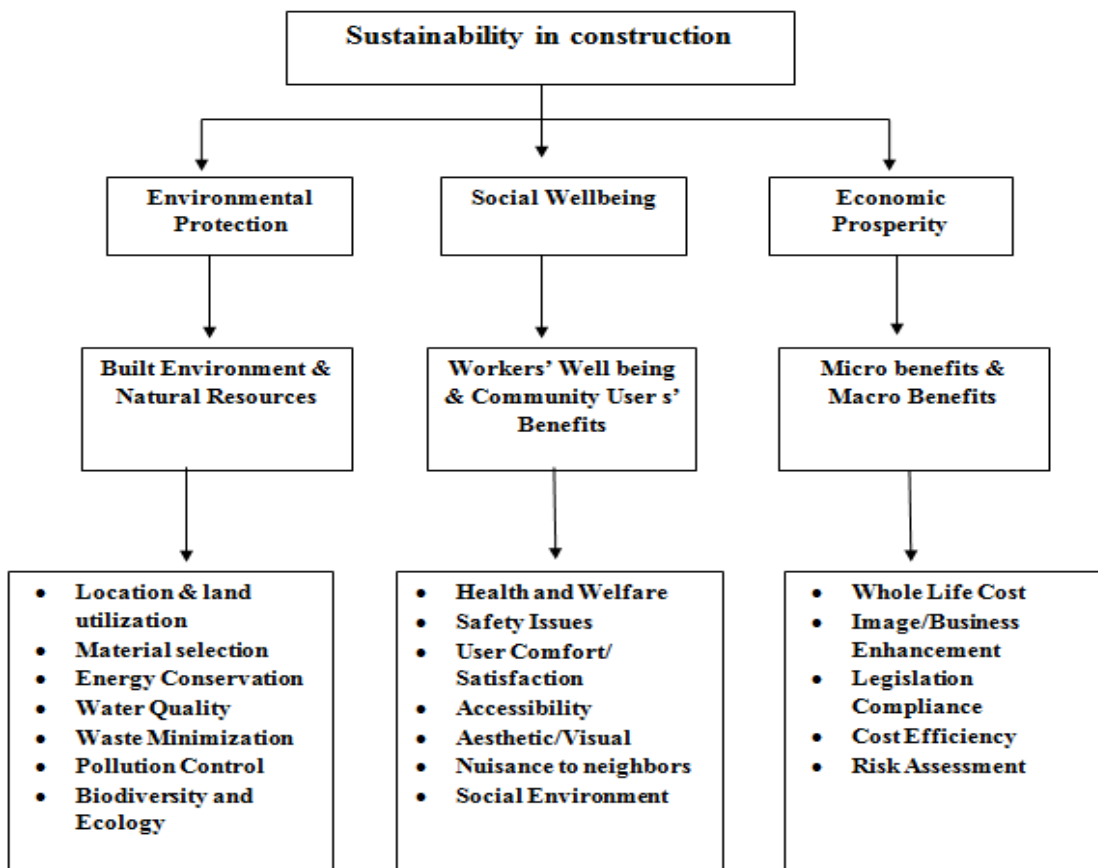 Sustainability in construction
Environmental
Protection
Social Wellbeing
Economic
Prosperity
Built Environment &
Natural Resources
Workers’ Well being
& Community User s’
Benefits
Micro benefits &
Macro Benefits
• Location & land
utilization
• Material selection
• Energy Conservation
• Water Quality
• Waste Minimization
• Pollution Control
• Biodiversity and
Ecology
• Health and Welfare
• Safety Issues
• User Comfort/
Satisfaction
• Accessibility
• Aesthetic/Visual
• Nuisance to neighbors
• Social Environment
• Whole Life Cost
• Image/Business
Enhancement
• Legislation
Compliance
• Cost Efficiency
• Risk Assessment